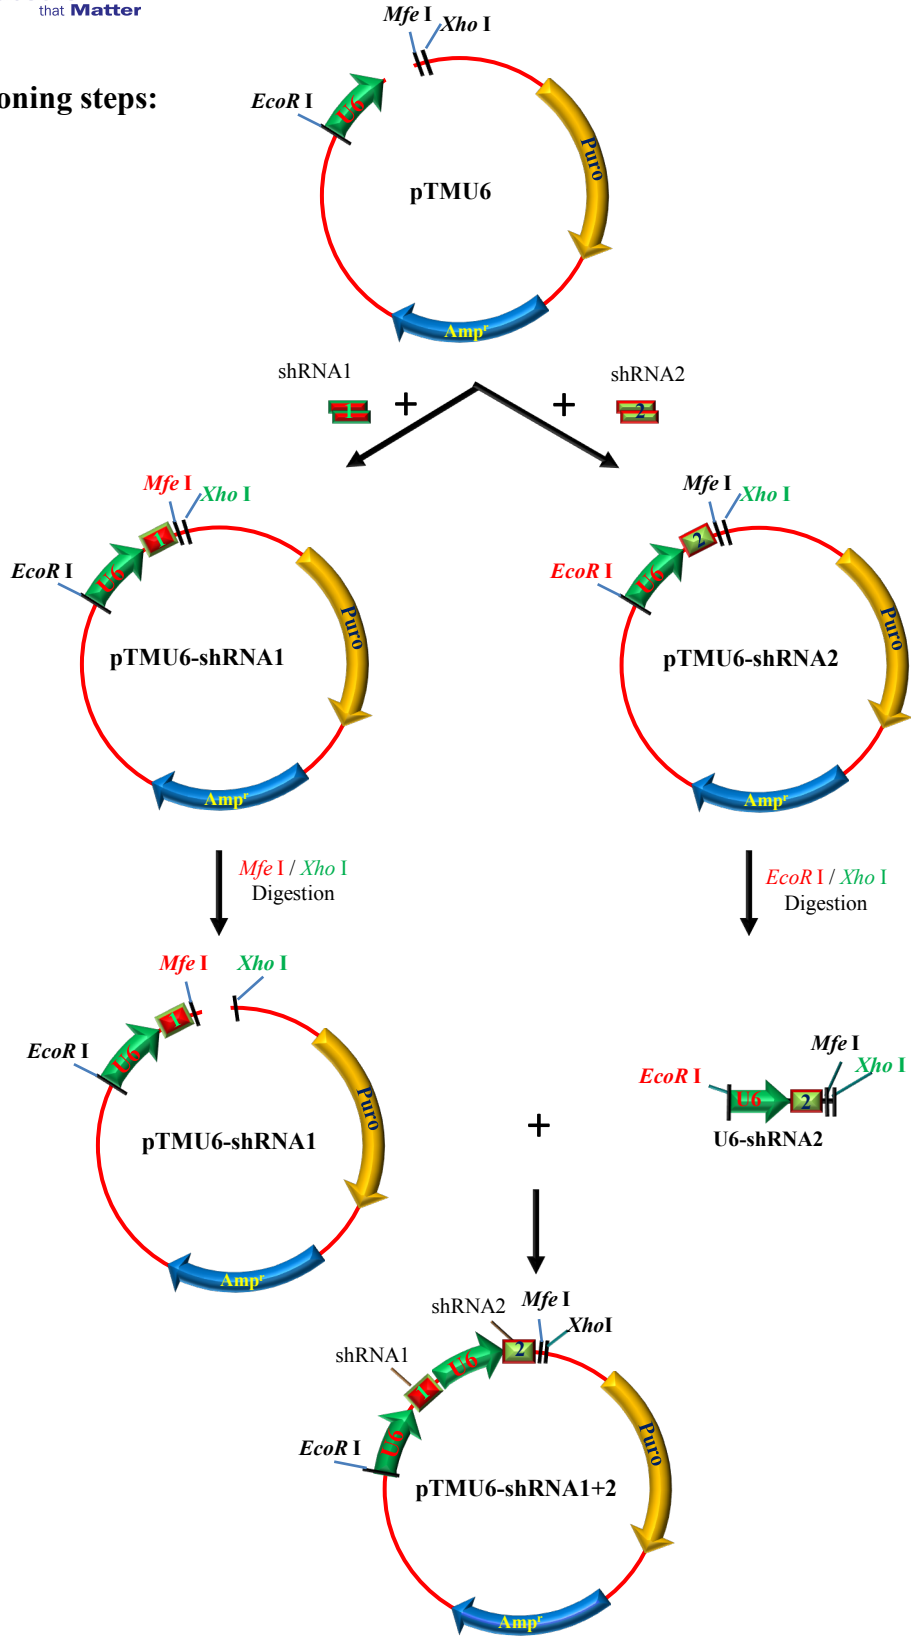 that Matter
Mfe I
Xho I
oning steps:
EcoR I
U6
Puro
pTMU6
Ampr
shRNA1
shRNA2
1
+
+
2
Mfe I
Xho I
Mfe I
Xho I
1
2
EcoR I
U6
EcoR I
U6
Puro
Puro
pTMU6-shRNA1
pTMU6-shRNA2
Ampr
Ampr
Mfe I / Xho I
Digestion
EcoR I / Xho I
Digestion
Mfe I
Xho I
1
EcoR I
U6
Mfe I
Xho I
EcoR I
U6
2
U6-shRNA2
Puro
+
pTMU6-shRNA1
Ampr
shRNA2
Mfe I
XhoI
shRNA1
2
U6
1
U6
EcoR I
Puro
pTMU6-shRNA1+2
Ampr